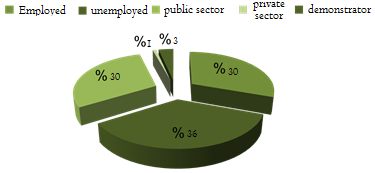 Employed unemployed public sector private sector demonstrator
%1 % 3
% 30 % 30
% 36